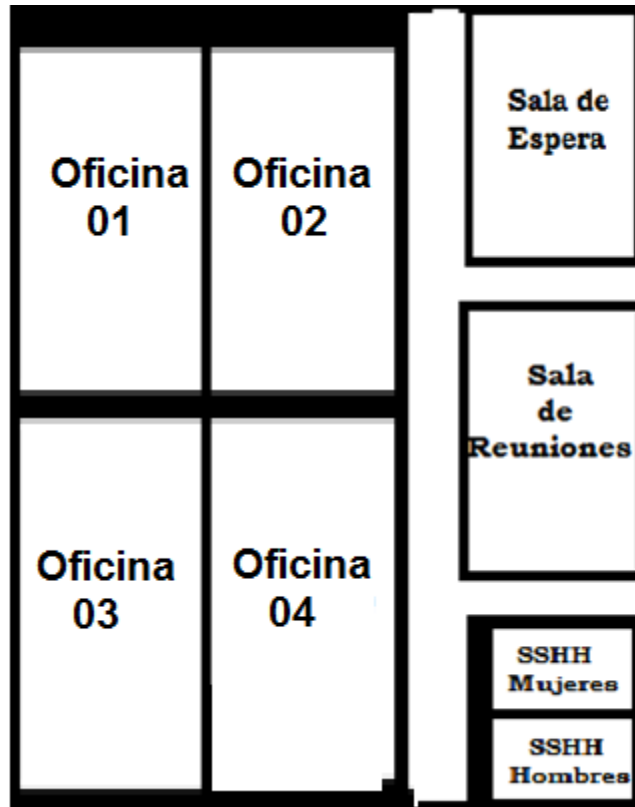 Oficina
01
Oficina
02
Sala de
Espera
Sala
de
Reuniones
Oficina
03
Oficina
04
SSHH
Mujeres
SSHH
Hombres